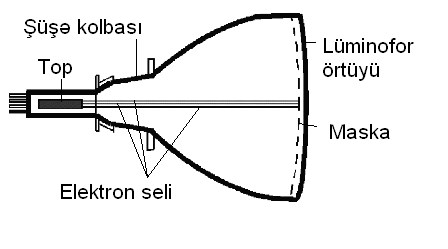 Şüşə kolbası
Lüminofor
örtüyü
Top
Maska
Elektron seli